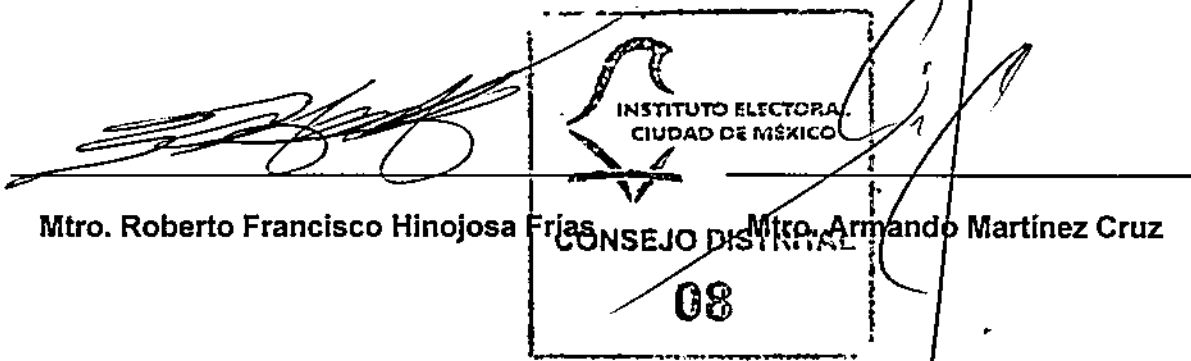 INSTITUTO ELECTORAL
CIUDAD DE MÉXICO
Mtro. Roberto Francisco Hinojosa Frías
Mtro. Armando Martínez Cruz
CONSEJO DISTRITAL
08